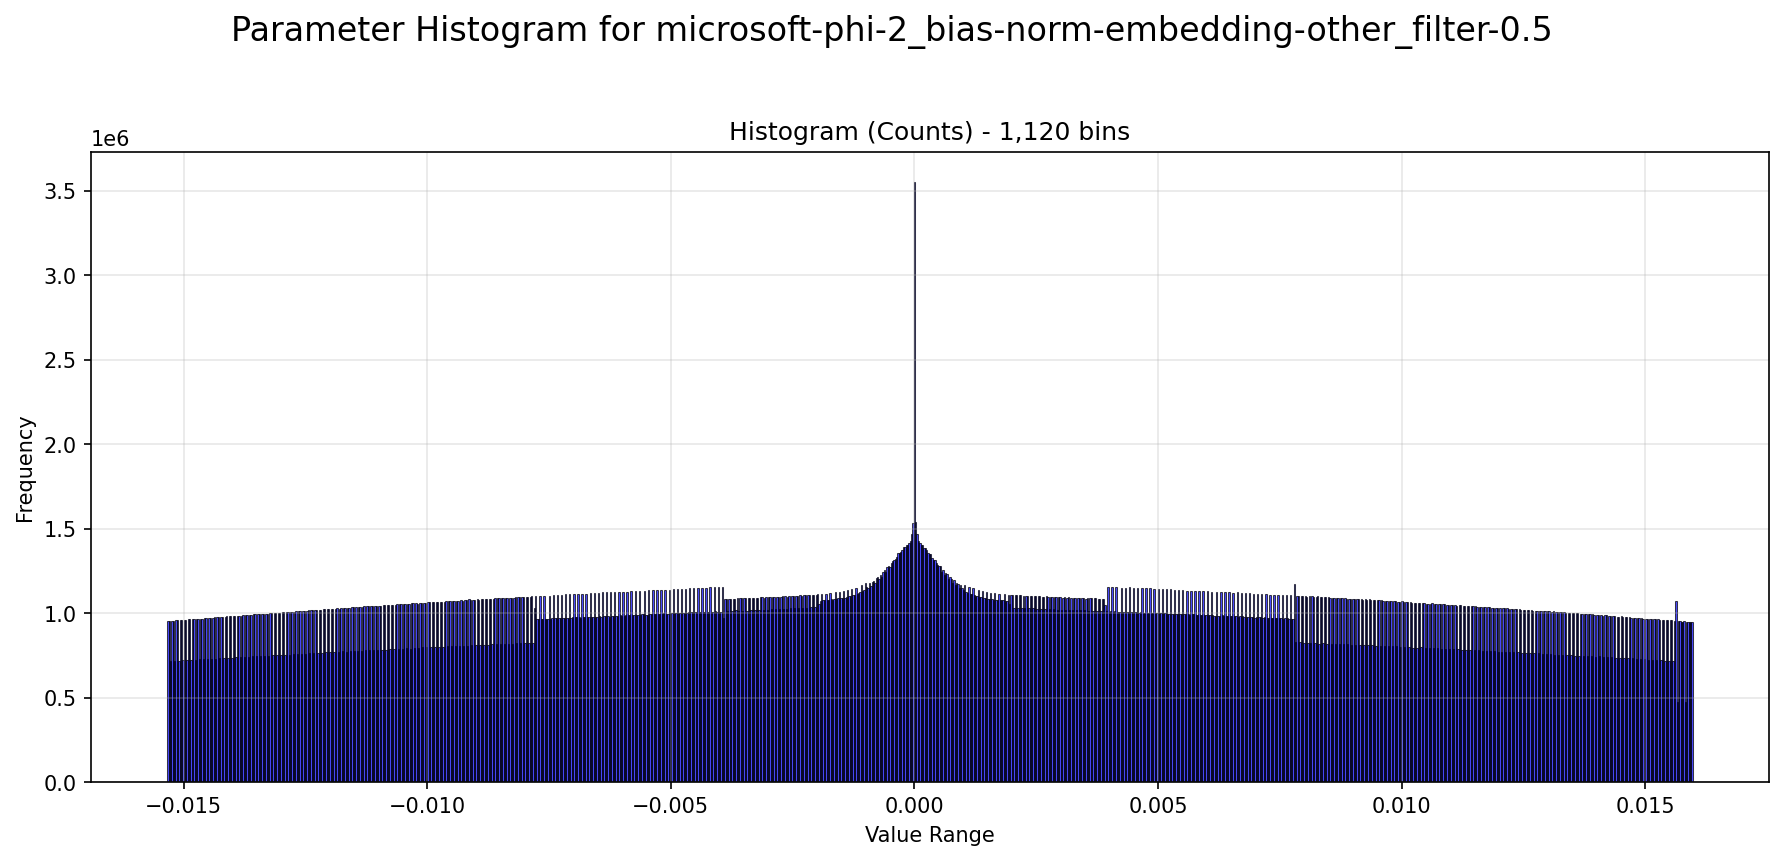 Parameter Histogram for microsoft-phi-2_bias-norm-embedding-other_filter-0.5
Histogram (Counts) - 1,120 bins
1e6
3.5
3.0
2.5
2.0
1.5
1.0
0.5
0.0
Frequency
−0.015 −0.010 −0.005 0.000 0.005 0.010 0.015
Value Range